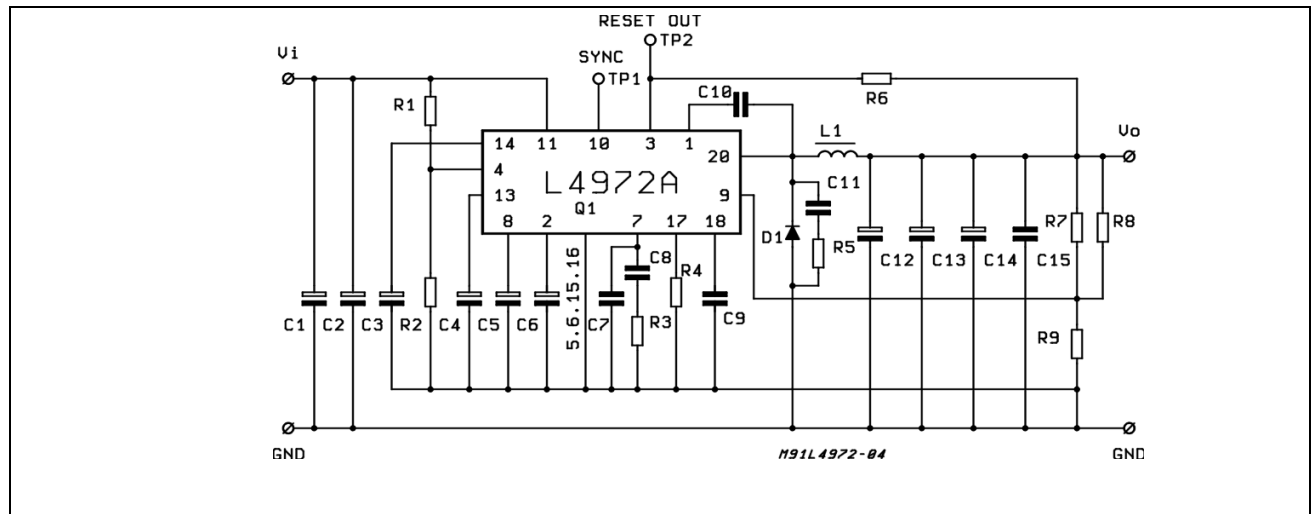 RESET OUT
TP2
Vi
SYNC
TP1
C10
R6
R1
Vo
L1
14 11 10 3 1 20
4
L4972A
C11
13
Q1
9
8 2 7 17 18
D1
R5
R7
R8
5.6.15.16
C8
R4
C12
C13
C14
C15
C1
C2
C3
R2
C4
C5
C6
C7
R3
C9
R9
GND
M91L4972-04
GND